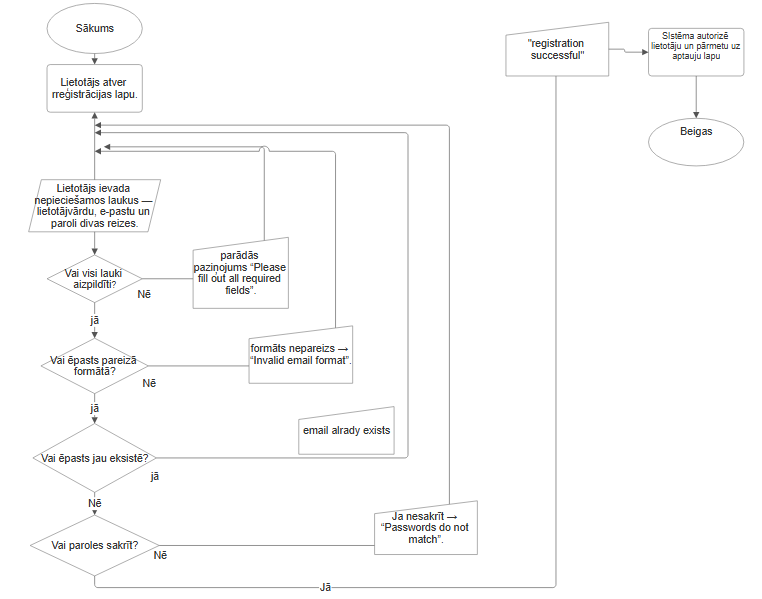 Sākums
Lietotājs atver
rreģistrācijas lapu.
Lietotājs ievada
nepieciešamos laukus —
lietotājvārdu, e-pastu un
paroli divas reizes.
Vai visi lauki
aizpildīti?
Nē
parādās
paziņojums “Please
fill out all required
fields”.
jā
Vai ēpasts pareizā
formātā?
Nē
formāts nepareizs →
“Invalid email format”.
jā
email alrady exists
Vai ēpasts jau eksistē?
jā
Nē
Vai paroles sakrīt?
Nē
Ja nesakrīt →
“Passwords do not
match”.
Jā
"registration
successful"
SIstēma autorizē
lietotāju un pārmetu uz
aptauju lapu
Beigas